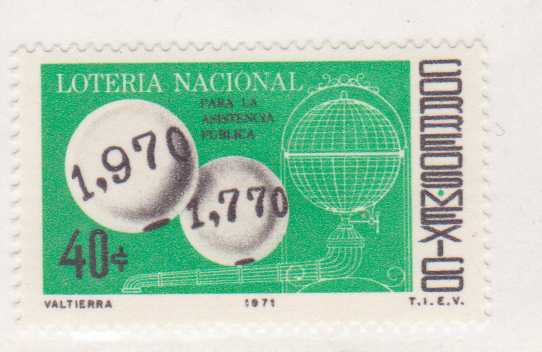 LOTERIA NACIONAL
PARA LA
ASISTENCIA
PUBLICA
1,970
1,770
40¢
CORREOS MEXICO
VALTIERRA
1971
T.I.E.V.